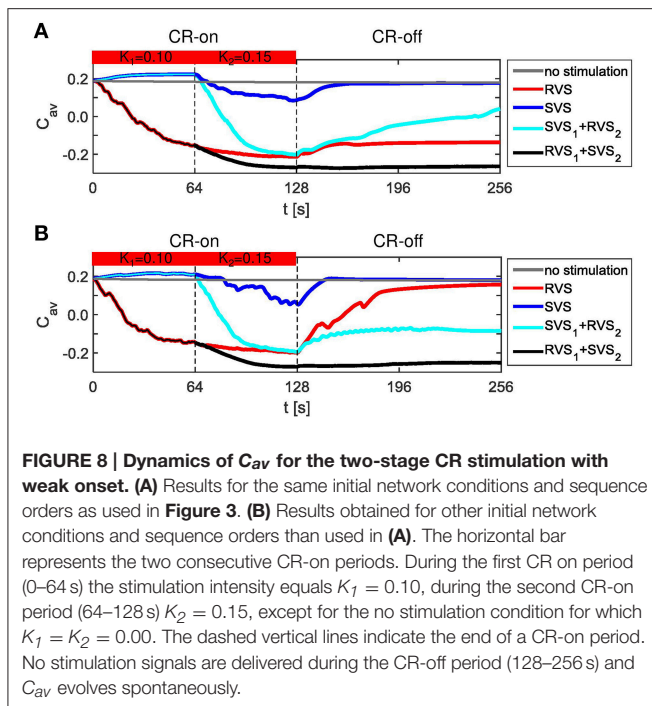 A
CR-on CR-off
K1=0.10 K2=0.15
no stimulation
RVS
SVS
SVS1+RVS2
RVS1+SVS2
Cav
0.2
0.0
-0.2
0 64 128 196 256
t [s]
B
CR-on CR-off
K1=0.10 K2=0.15
no stimulation
RVS
SVS
SVS1+RVS2
RVS1+SVS2
Cav
0.2
0.0
-0.2
0 64 128 196 256
t [s]
FIGURE 8 | Dynamics of Cav for the two-stage CR stimulation with
weak onset. (A) Results for the same initial network conditions and sequence
orders as used in Figure 3. (B) Results obtained for other initial network
conditions and sequence orders than used in (A). The horizontal bar
represents the two consecutive CR-on periods. During the first CR on period
(0–64 s) the stimulation intensity equals K1 = 0.10, during the second CR-on
period (64–128 s) K2 = 0.15, except for the no stimulation condition for which
K1 = K2 = 0.00. The dashed vertical lines indicate the end of a CR-on period.
No stimulation signals are delivered during the CR-off period (128–256 s) and
Cav evolves spontaneously.